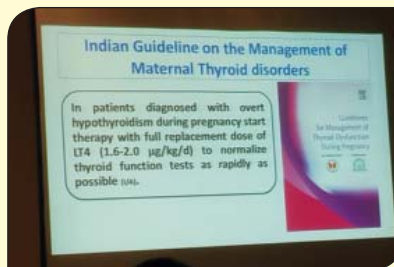 Indian Guideline on the Management of
Maternal Thyroid disorders
In patients diagnosed with overt
hypothyroidism during pregnancy start
therapy with full replacement dose of
LT4 (1.6-2.0 µg/kg/d) to normalize
thyroid function tests as rapidly as
possible
Guidelines
for Management of
Thyroid Dysfunction
During Pregnancy